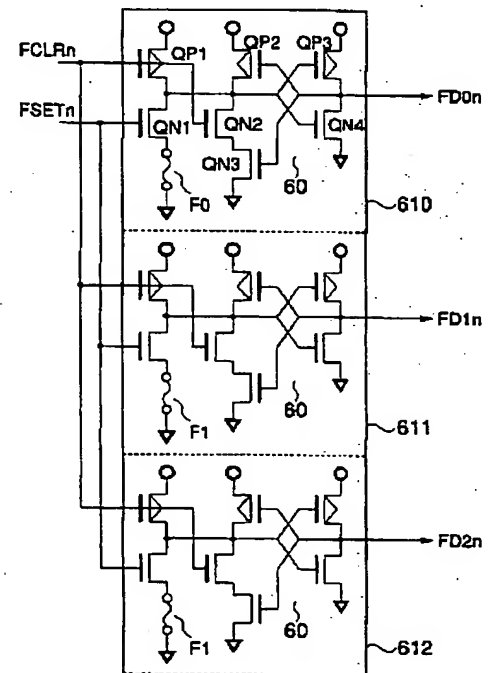 FCLRn
QP1
QP2
QP3
FD0n
FSETn
QN1
QN2
QN4
QN3
60
F0
610
FD1n
60
F1
611
FD2n
60
F1
612